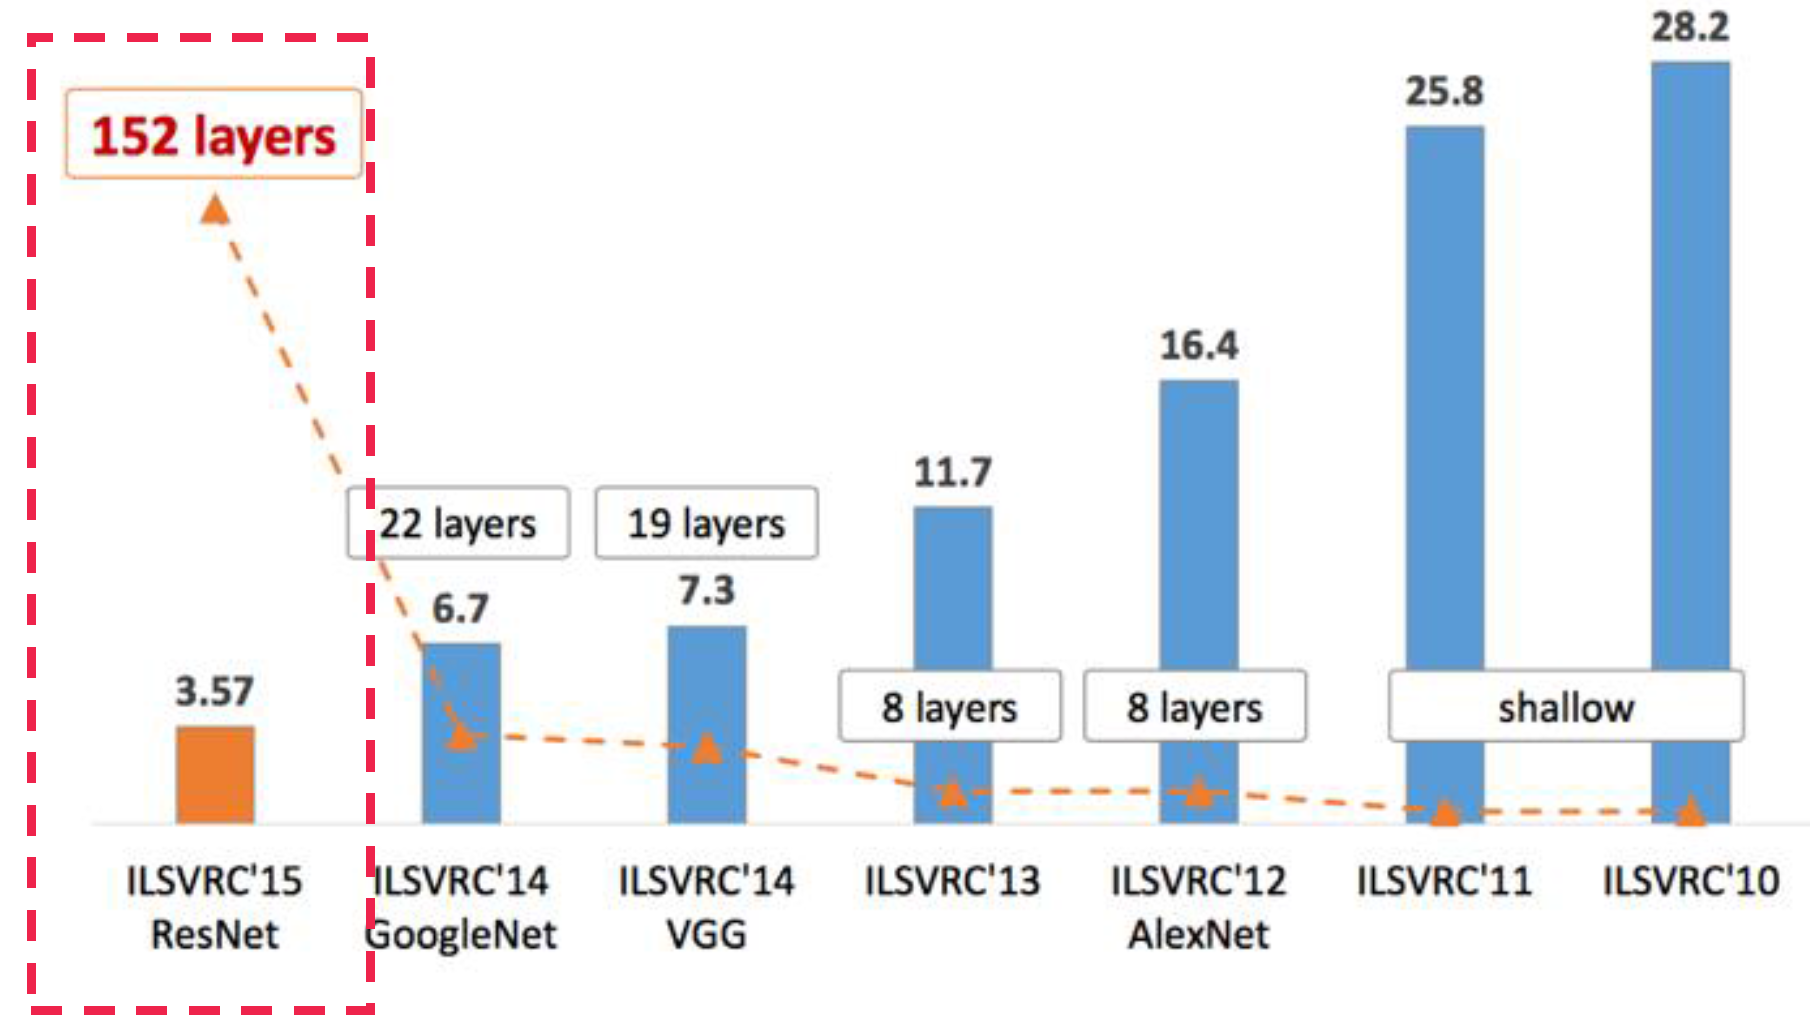 28.2
25.8
152 layers
16.4
11.7
22 layers
19 layers
6.7
7.3
3.57
8 layers
8 layers
shallow
ILSVRC'15
ResNet
ILSVRC'14
GoogleNet
ILSVRC'14
VGG
ILSVRC'13
ILSVRC'12
AlexNet
ILSVRC'11
ILSVRC'10